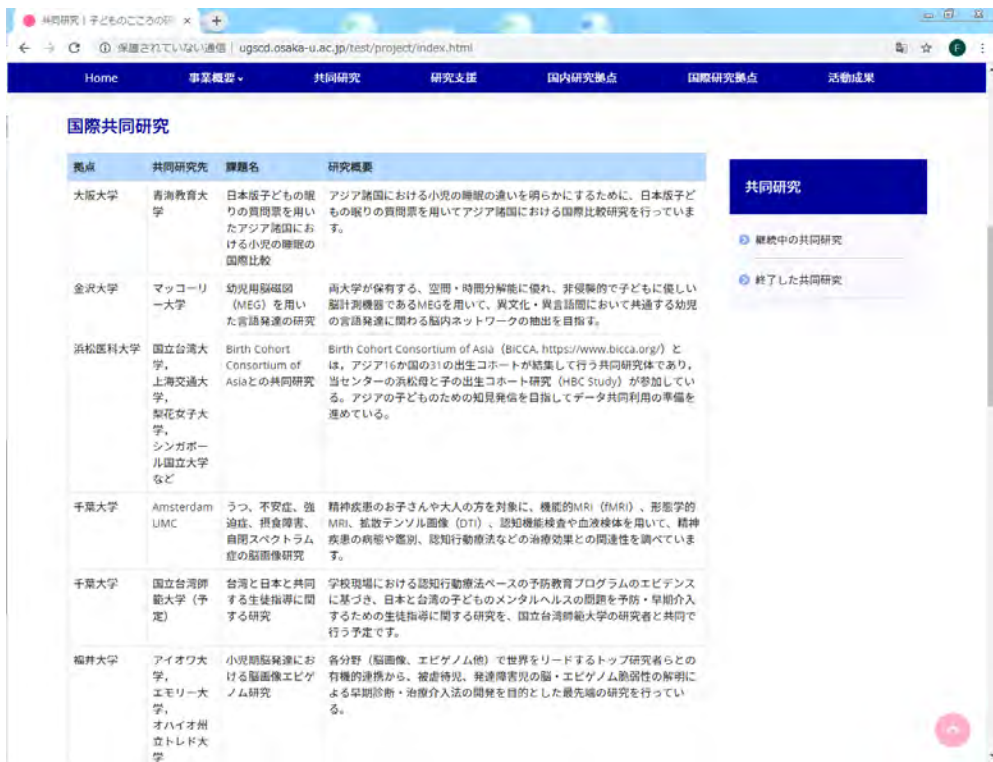 共同研究 | 子どものこころの研
保護されていない通信 | ugscd.osaka-u.ac.jp/test/project/index.html
Home 事業概要 共同研究 研究支援 国内研究拠点 国際研究拠点 活動成果
国際共同研究
拠点 共同研究先 課題名 研究概要
大阪大学
青海教育大
学
日本版子どもの眠
りの質問票を用い
たアジア諸国にお
ける小児の睡眠の
国際比較
アジア諸国における小児の睡眠の違いを明らかにするために、日本版子ど
もの眠りの質問票を用いてアジア諸国における国際比較研究を行っていま
す。
金沢大学
マッコーリ
ー大学
幼児用脳磁図
（MEG）を用い
た言語発達の研究
両大学が保有する、空間・時間分解能に優れ、非侵襲的で子どもに優しい
脳計測機器であるMEGを用いて、異文化・異言語間において共通する幼児
の言語発達に関わる脳内ネットワークの抽出を目指す。
浜松医科大学
国立台湾大
学，
上海交通大
学，
梨花女子大
学，
シンガポー
ル国立大学
など
Birth Cohort
Consortium of
Asiaとの共同研究
Birth Cohort Consortium of Asia（BiCCA, https://www.bicca.org/）と
は，アジア16か国の31の出生コホートが結集して行う共同研究体であり，
当センターの浜松母と子の出生コホート研究（HBC Study）が参加してい
る。アジアの子どものための知見発信を目指してデータ共同利用の準備を
進めている。
千葉大学
Amsterdam
UMC
うつ、不安症、強
迫症、摂食障害、
自閉スペクトラム
症の脳画像研究
精神疾患のお子さんや大人の方を対象に、機能的MRI（fMRI）、形態学的
MRI、拡散テンソル画像（DTI）、認知機能検査や血液検体を用いて、精神
疾患の病態や鑑別、認知行動療法などの治療効果との関連性を調べていま
す。
千葉大学
国立台湾師
範大学（予
定）
台湾と日本と共同
する生徒指導に関
する研究
学校現場における認知行動療法ベースの予防教育プログラムのエビデンス
に基づき、日本と台湾の子どものメンタルヘルスの問題を予防・早期介入
するための生徒指導に関する研究を、国立台湾師範大学の研究者と共同で
行う予定です。
福井大学
アイオワ大
学，
エモリー大
学，
オハイオ州
立トレド大
学
小児期脳発達にお
ける脳画像エピゲ
ノム研究
各分野（脳画像、エピゲノム他）で世界をリードするトップ研究者らとの
有機的連携から、被虐待児、発達障害児の脳・エピゲノム脆弱性の解明に
よる早期診断・治療介入法の開発を目的とした最先端の研究を行ってい
る。
共同研究
継続中の共同研究
終了した共同研究